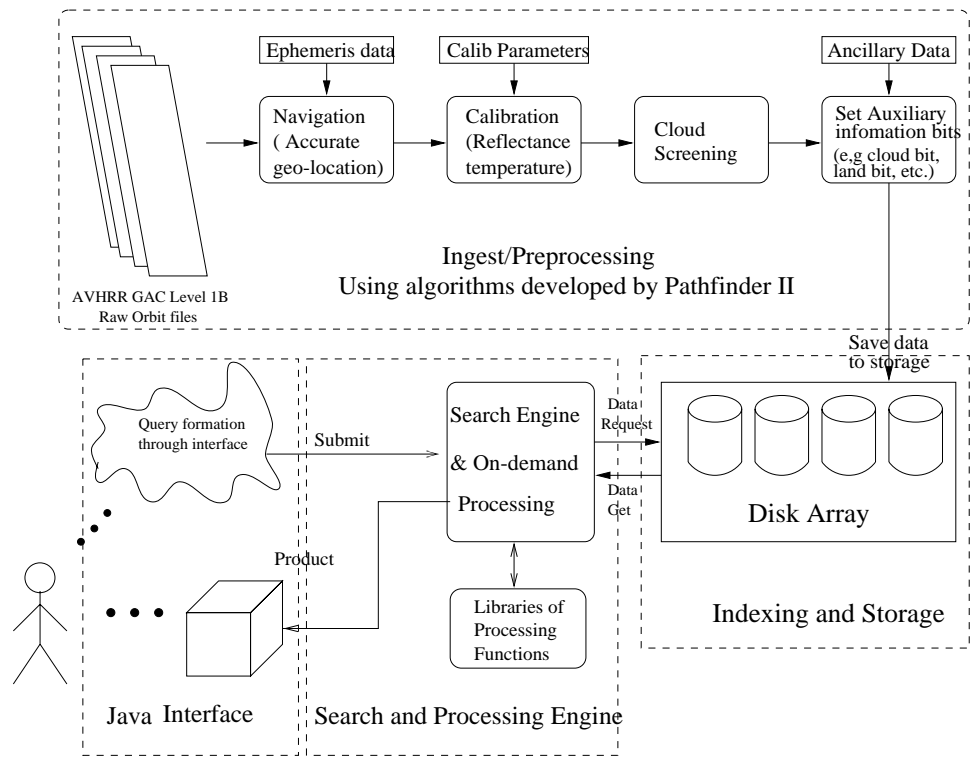 Ephemeris data
Calib Parameters
Ancillary Data
Navigation
( Accurate
geo-location)
Calibration
(Reflectance
temperature)
Cloud
Screening
Set Auxiliary
infomation bits
(e,g cloud bit,
land bit, etc.)
AVHRR GAC Level 1B
Raw Orbit files
Ingest/Preprocessing
Using algorithms developed by Pathfinder II
Save data
to storage
Query formation
through interface
Submit
Search Engine
& On-demand
Processing
Data
Request
Data
Get
Disk Array
Product
Libraries of
Processing
Functions
Indexing and Storage
Java Interface
Search and Processing Engine